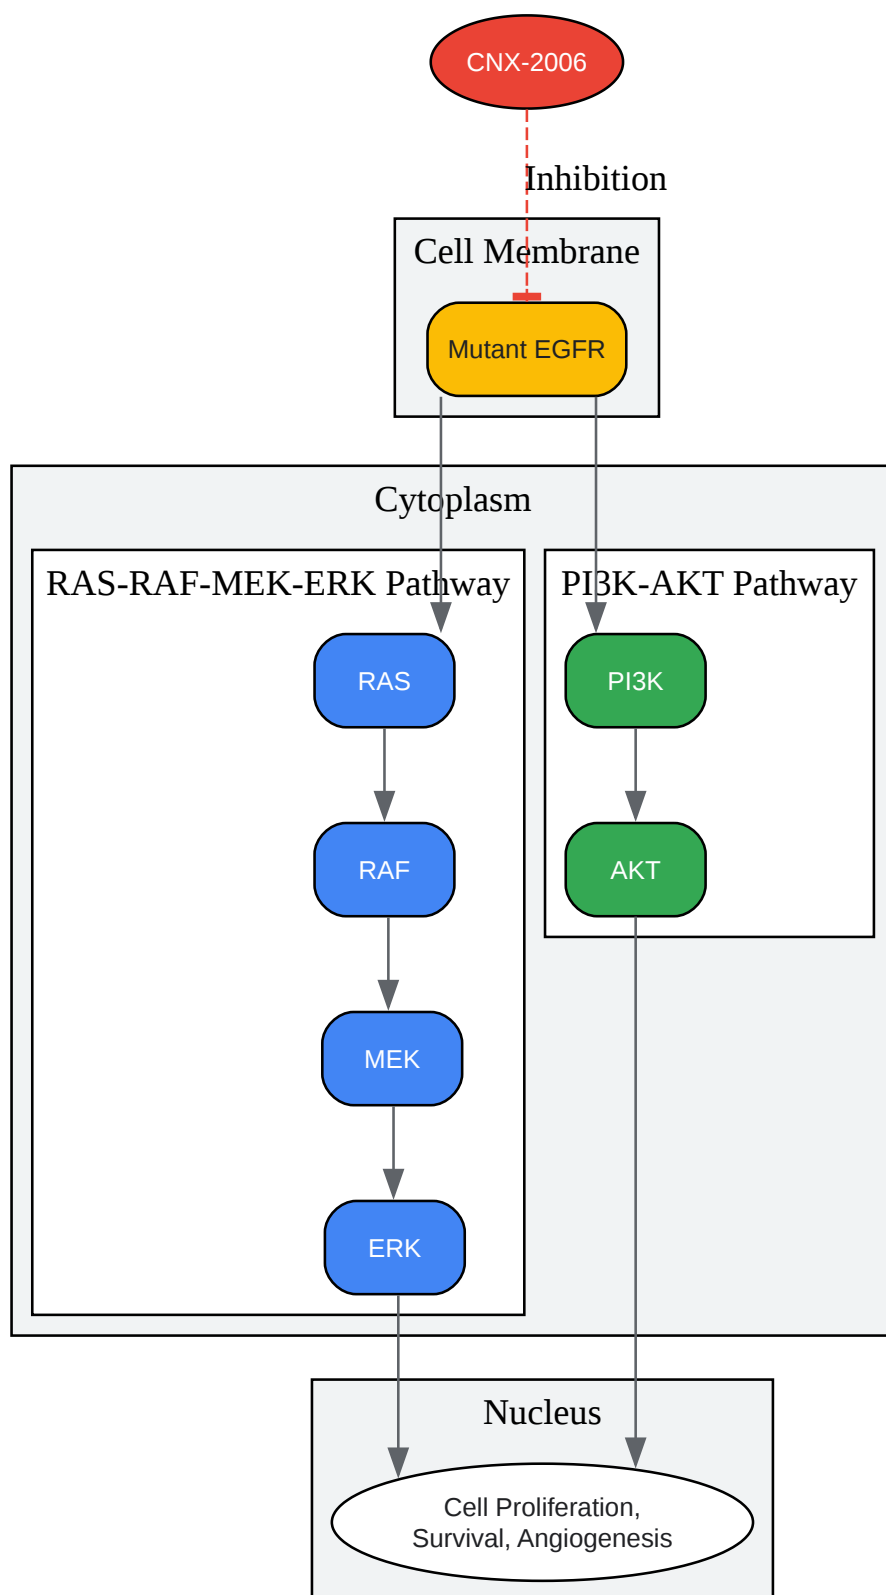 CNX-2006
Inhibition
Cell Membrane
Mutant EGFR
Cytoplasm
RAS-RAF-MEK-ERK Pathway
PI3K-AKT Pathway
RAS
PI3K
RAF
AKT
MEK
ERK
Nucleus
Cell Proliferation,
Survival, Angiogenesis